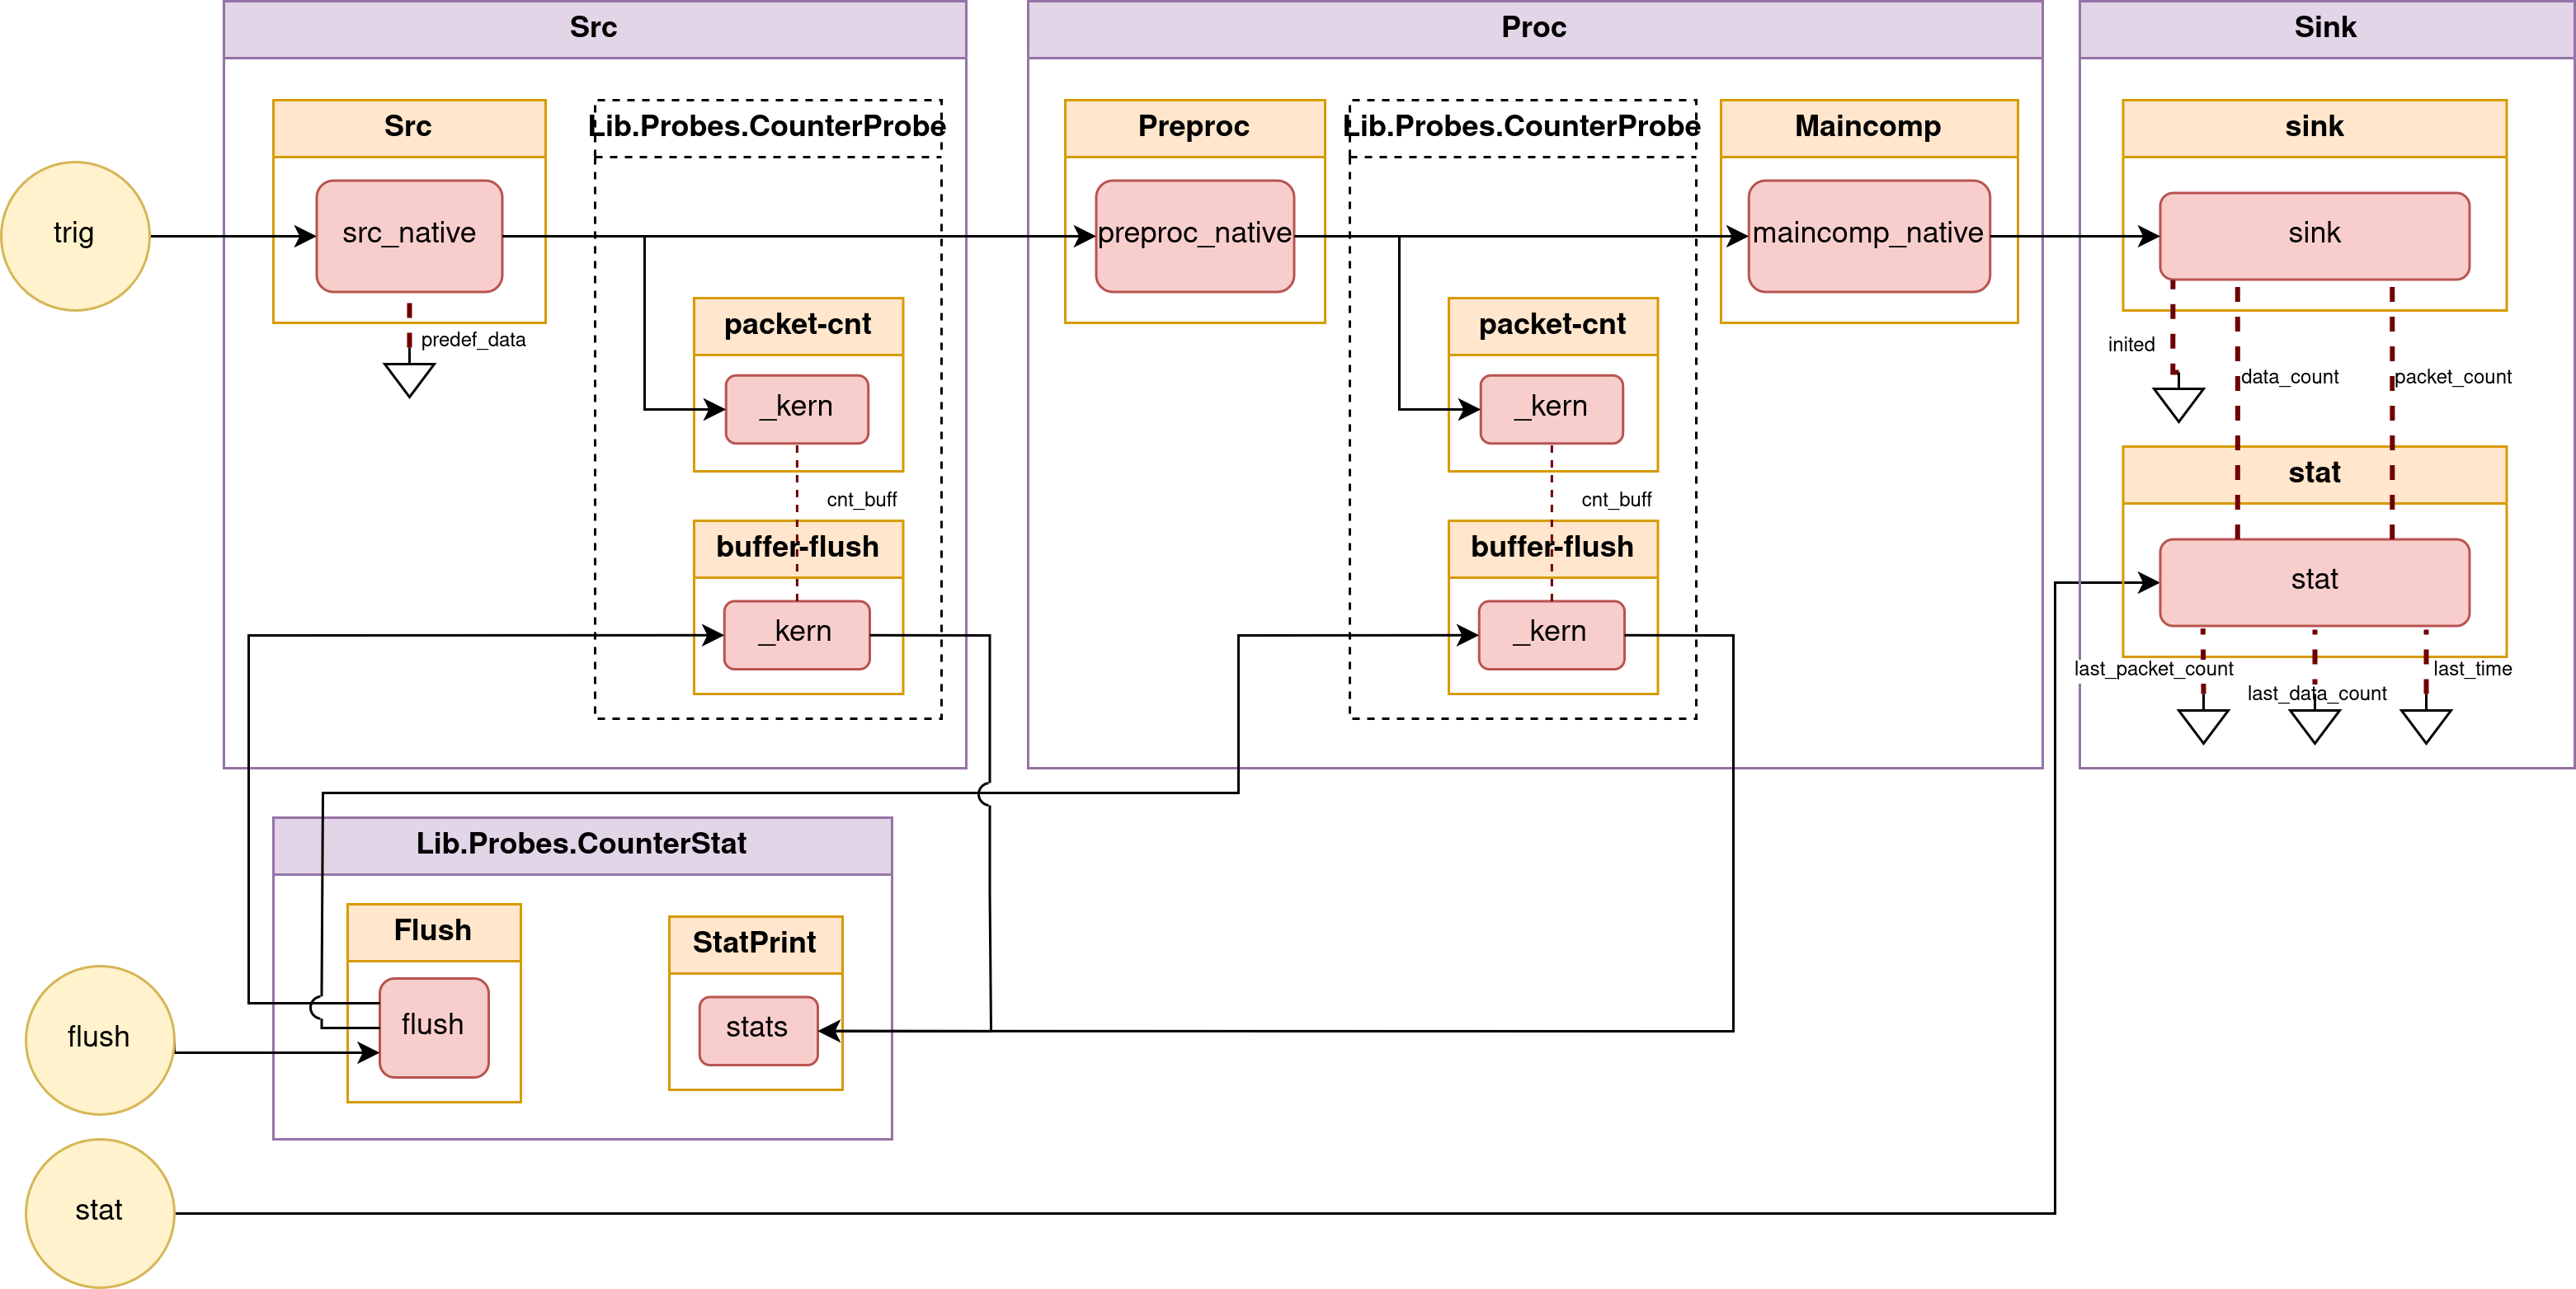 Src
Proc
Sink
Src
Lib.Probes.CounterProbe
Preproc
Lib.Probes.CounterProbe
Maincomp
sink
trig
src_native
preproc_native
maincomp_native
sink
predef_data
packet-cnt
packet-cnt
inited
data_count
packet_count
_kern
_kern
stat
cnt_buff
cnt_buff
buffer-flush
buffer-flush
stat
_kern
_kern
last_packet_count
last_data_count
last_time
Lib.Probes.CounterStat
Flush
StatPrint
flush
flush
stats
stat